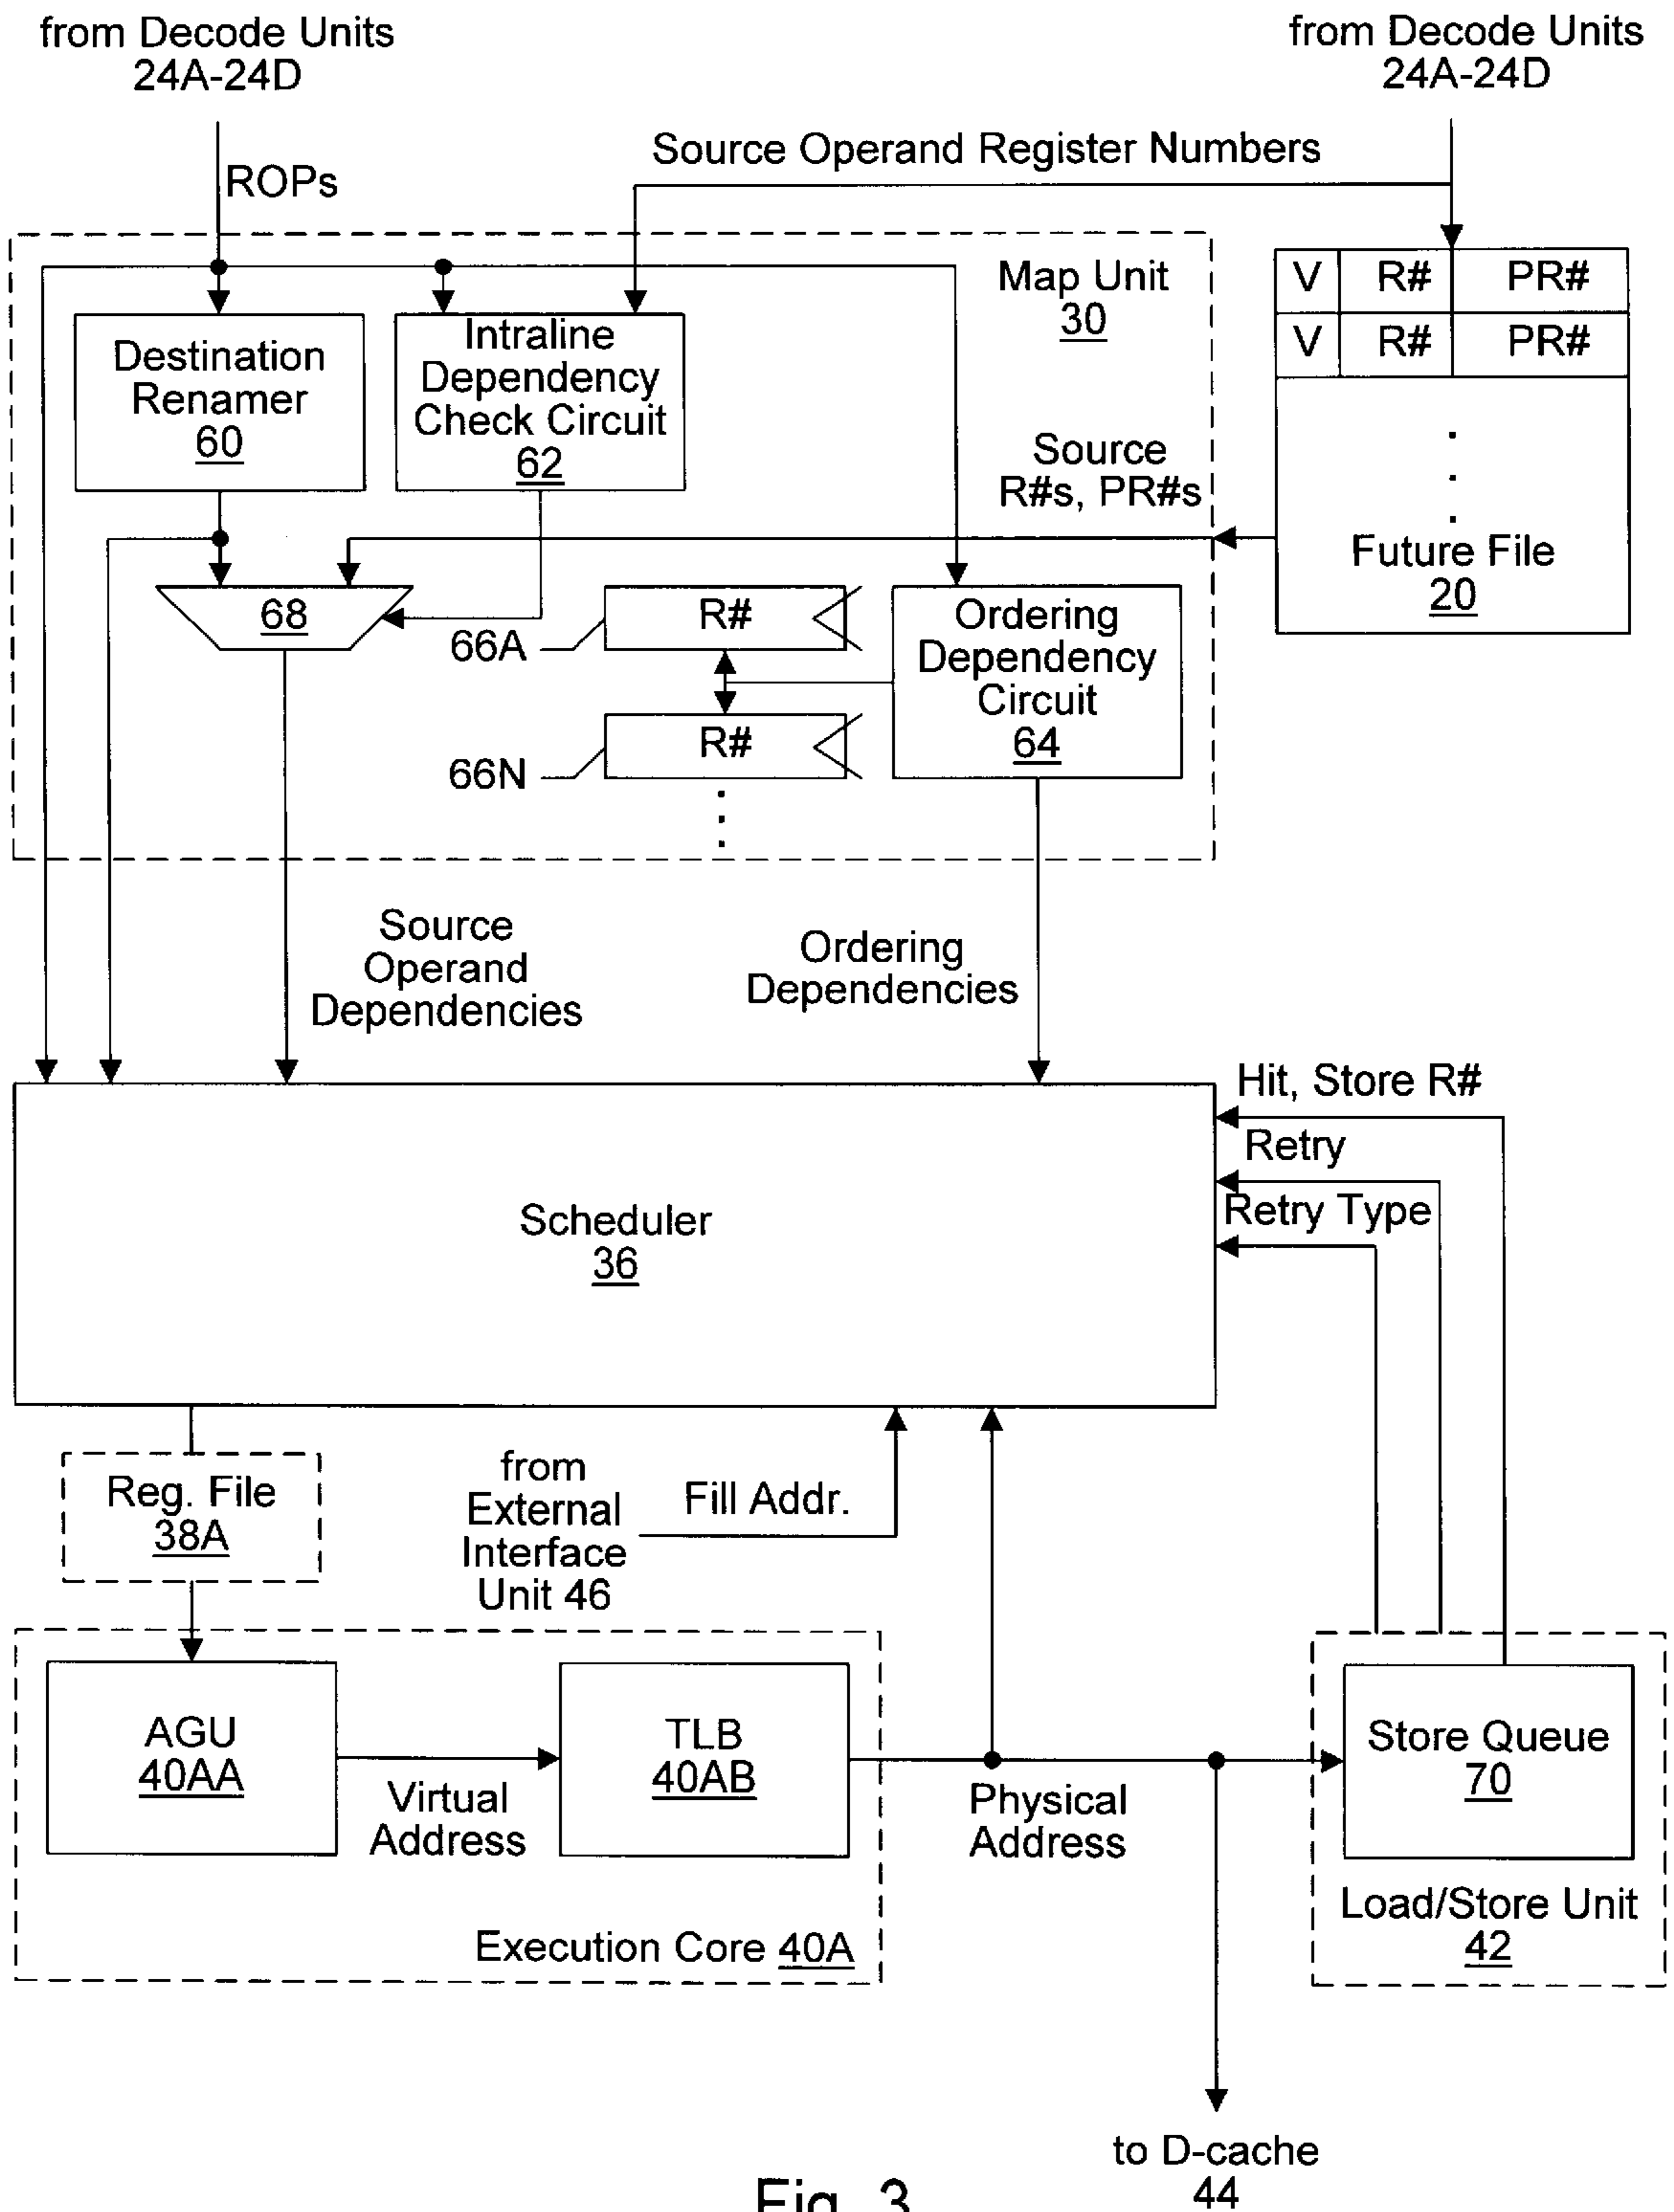 from Decode Units
24A-24D
from Decode Units
24A-24D
Source Operand Register Numbers
ROPs
Map Unit
30
V R# PR#
V R# PR#
Destination
Renamer
60
Intraline
Dependency
Check Circuit
62
Source
R#s, PR#s
Future File
20
68
66A
R#
66N
R#
Ordering
Dependency
Circuit
64
Source
Operand
Dependencies
Ordering
Dependencies
Hit, Store R#
Retry
Retry Type
Scheduler
36
Reg. File
38A
from
External
Interface
Unit 46
Fill Addr.
AGU
40AA
Virtual
Address
TLB
40AB
Physical
Address
Store Queue
70
Execution Core 40A
Load/Store Unit
42
to D-cache
44
Fig. 3